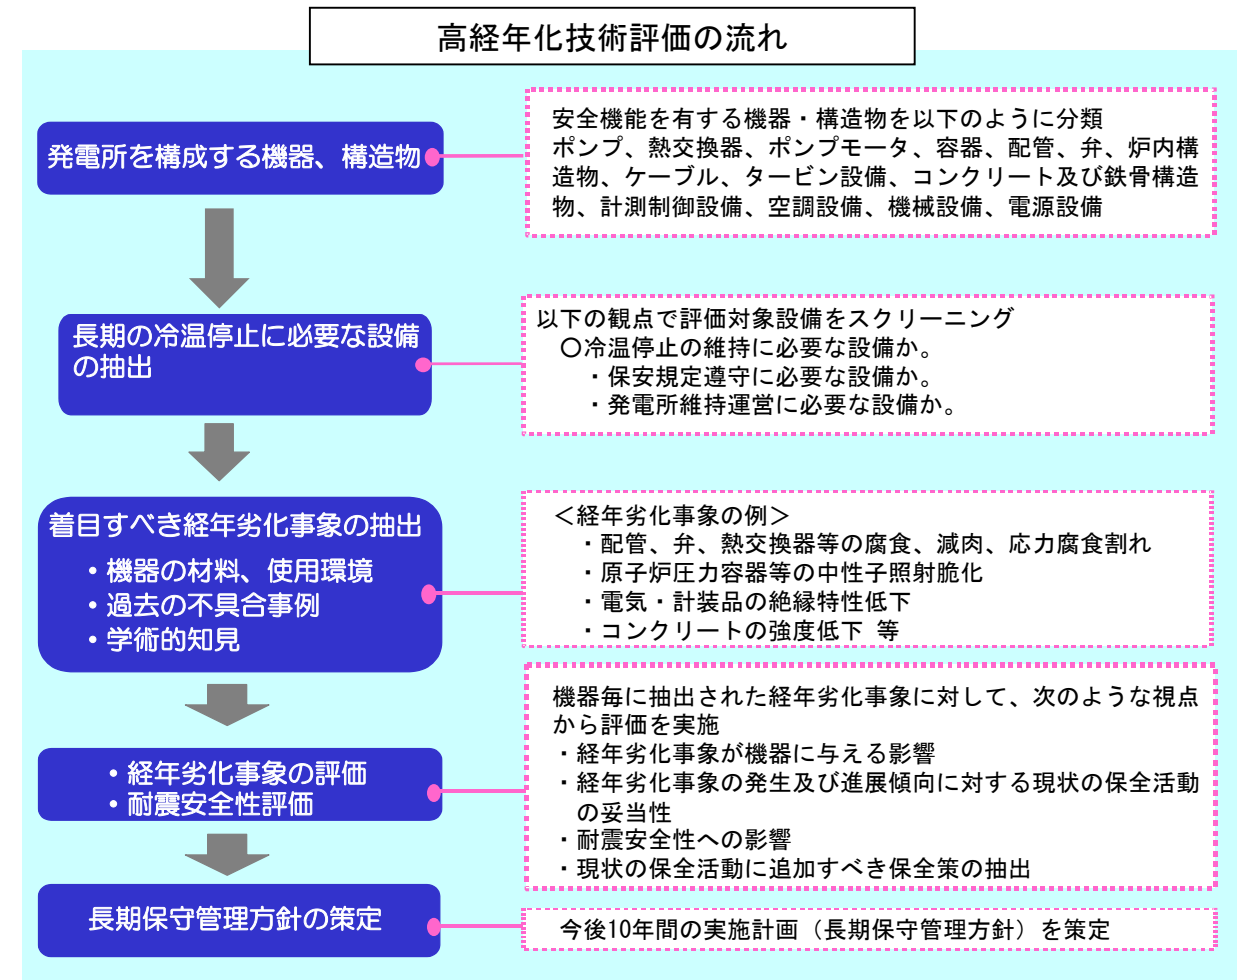 高経年化技術評価の流れ
発電所を構成する機器、構造物
安全機能を有する機器・構造物を以下のように分類
ポンプ、熱交換器、ポンプモータ、容器、配管、弁、炉内構
造物、ケーブル、タービン設備、コンクリート及び鉄骨構造
物、計測制御設備、空調設備、機械設備、電源設備
長期の冷温停止に必要な設備
の抽出
以下の観点で評価対象設備をスクリーニング
○冷温停止の維持に必要な設備か。
・保安規定遵守に必要な設備か。
・発電所維持運営に必要な設備か。
着目すべき経年劣化事象の抽出
・機器の材料、使用環境
・過去の不具合事例
・学術的知見
＜経年劣化事象の例＞
・配管、弁、熱交換器等の腐食、減肉、応力腐食割れ
・原子炉圧力容器等の中性子照射脆化
・電気・計装品の絶縁特性低下
・コンクリートの強度低下 等
・経年劣化事象の評価
・耐震安全性評価
機器毎に抽出された経年劣化事象に対して、次のような視点
から評価を実施
・経年劣化事象が機器に与える影響
・経年劣化事象の発生及び進展傾向に対する現状の保全活動
の妥当性
・耐震安全性への影響
・現状の保全活動に追加すべき保全策の抽出
長期保守管理方針の策定
今後10年間の実施計画（長期保守管理方針）を策定